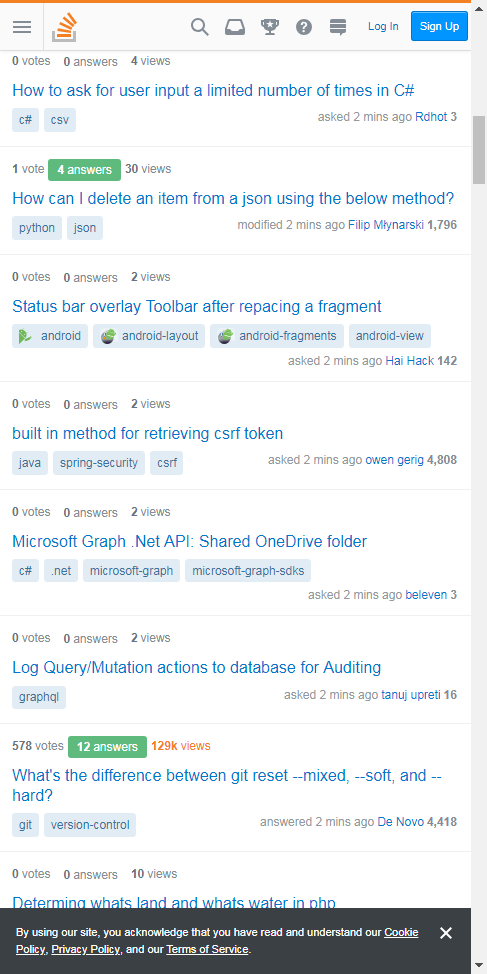 Log In Sign Up
0 votes 0 answers 4 views
How to ask for user input a limited number of times in C#
c# csv asked 2 mins ago Rdhot 3
1 vote 4 answers 30 views
How can I delete an item from a json using the below method?
python json modified 2 mins ago Filip Młynarski 1,796
0 votes 0 answers 2 views
Status bar overlay Toolbar after repacing a fragment
android android-layout android-fragments android-view
asked 2 mins ago Hai Hack 142
0 votes 0 answers 2 views
built in method for retrieving csrf token
java spring-security csrf asked 2 mins ago owen gerig 4,808
0 votes 0 answers 2 views
Microsoft Graph .Net API: Shared OneDrive folder
c# .net microsoft-graph microsoft-graph-sdks
asked 2 mins ago beleven 3
0 votes 0 answers 2 views
Log Query/Mutation actions to database for Auditing
graphql asked 2 mins ago tanuj upreti 16
578 votes 12 answers 129k views
What's the difference between git reset --mixed, --soft, and --
hard?
git version-control answered 2 mins ago De Novo 4,418
0 votes 0 answers 10 views
Determing whats land and whats water in php
By using our site, you acknowledge that you have read and understand our Cookie
Policy, Privacy Policy, and our Terms of Service.